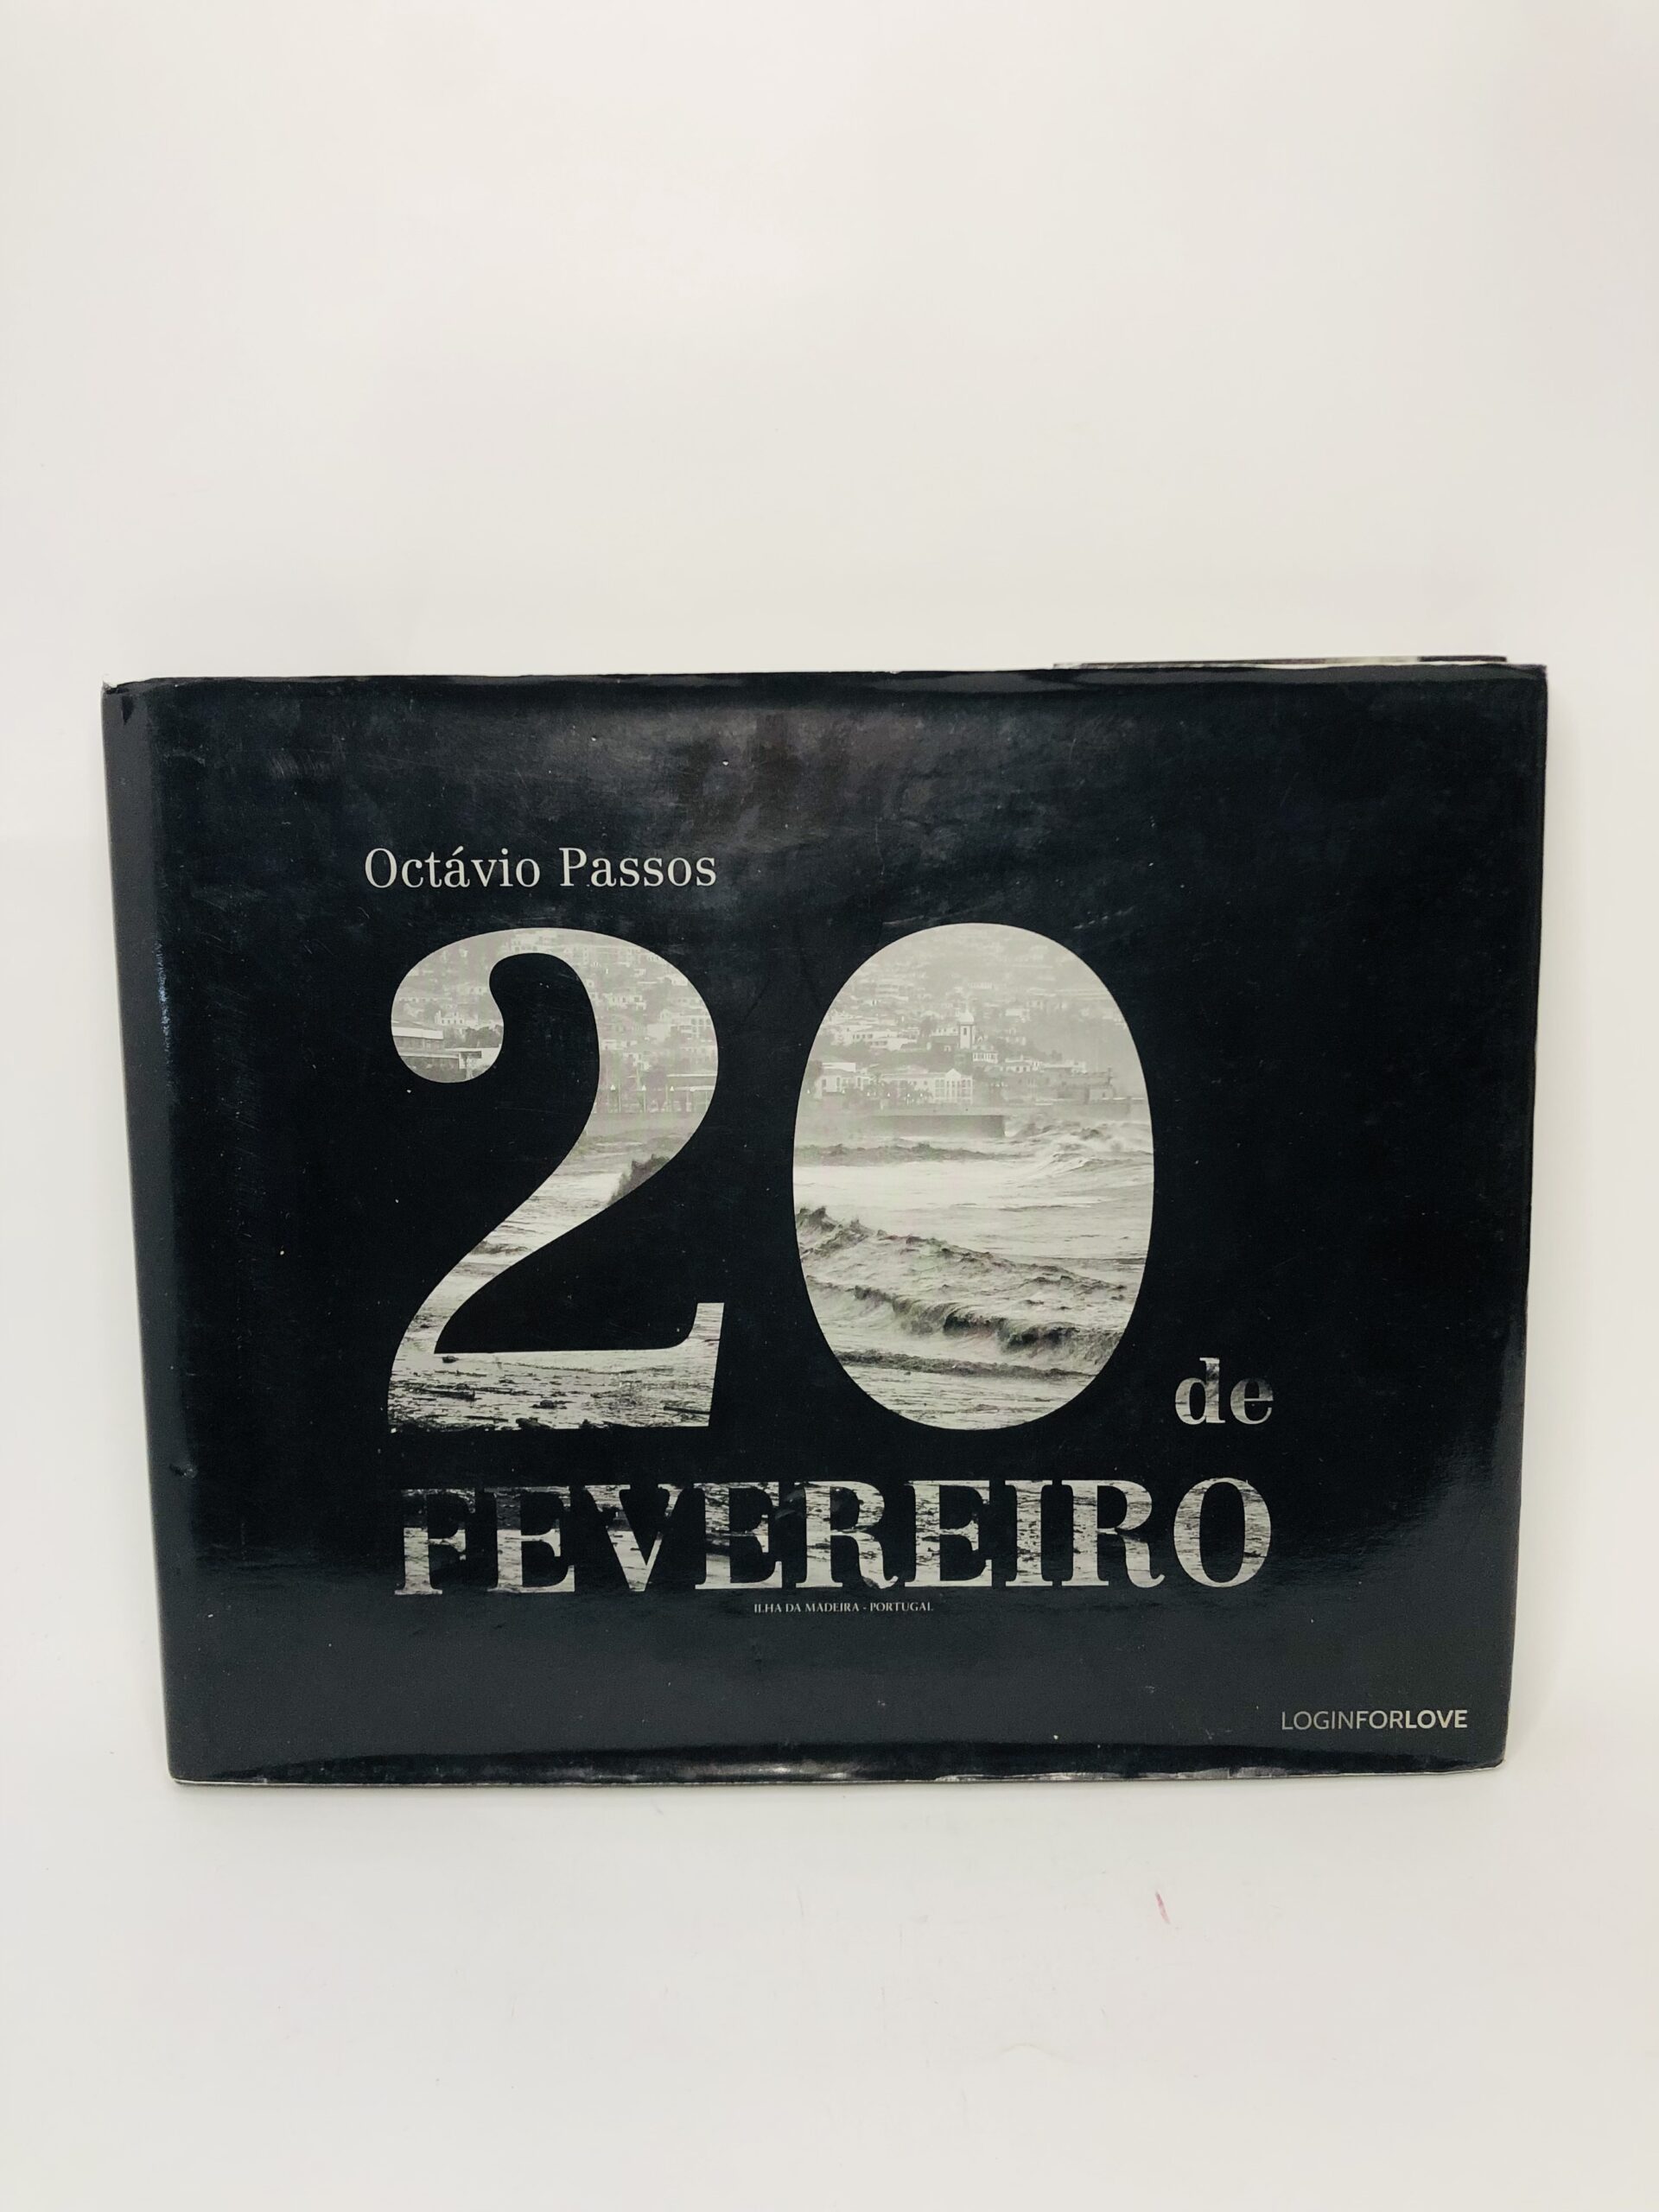 Octávio Passos
20 de
FEVEREIRO
ILHA DA MADEIRA - PORTUGAL
LOGINFORLOVE